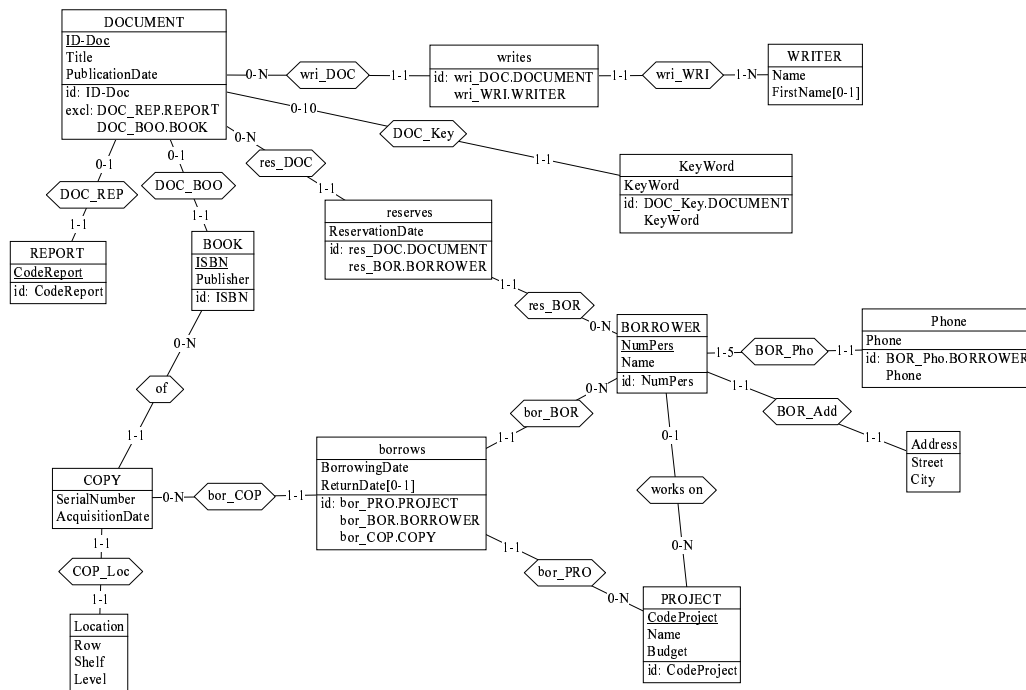 DOCUMENT
ID-Doc
Title
PublicationDate
id: ID-Doc
excl: DOC_REP.REPORT
DOC_BOO.BOOK
0-N
wri_DOC
1-1
writes
id: wri_DOC.DOCUMENT
wri_WRI.WRITER
1-1
wri_WRI
1-N
WRITER
Name
FirstName[0-1]
0-10
DOC_Key
1-1
KeyWord
KeyWord
id: DOC_Key.DOCUMENT
KeyWord
0-N
res_DOC
1-1
reserves
ReservationDate
id: res_DOC.DOCUMENT
res_BOR.BORROWER
1-1
res_BOR
0-N
0-1
DOC_REP
1-1
REPORT
CodeReport
id: CodeReport
0-1
DOC_BOO
1-1
BOOK
ISBN
Publisher
id: ISBN
0-N
of
1-1
COPY
SerialNumber
AcquisitionDate
0-N
bor_COP
1-1
borrows
BorrowingDate
ReturnDate[0-1]
id: bor_PRO.PROJECT
bor_BOR.BORROWER
bor_COP.COPY
1-1
bor_BOR
0-N
BORROWER
NumPers
Name
id: NumPers
1-5
BOR_Pho
1-1
Phone
Phone
id: BOR_Pho.BORROWER
Phone
1-1
BOR_Add
1-1
Address
Street
City
0-1
works on
0-N
1-1
bor_PRO
0-N
PROJECT
CodeProject
Name
Budget
id: CodeProject
1-1
COP_Loc
1-1
Location
Row
Shelf
Level